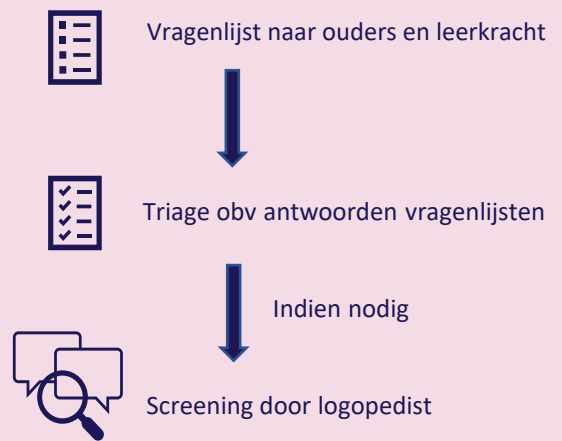 Vragenlijst naar ouders en leerkracht
Triage obv antwoorden vragenlijsten
Indien nodig
Screening door logopedist